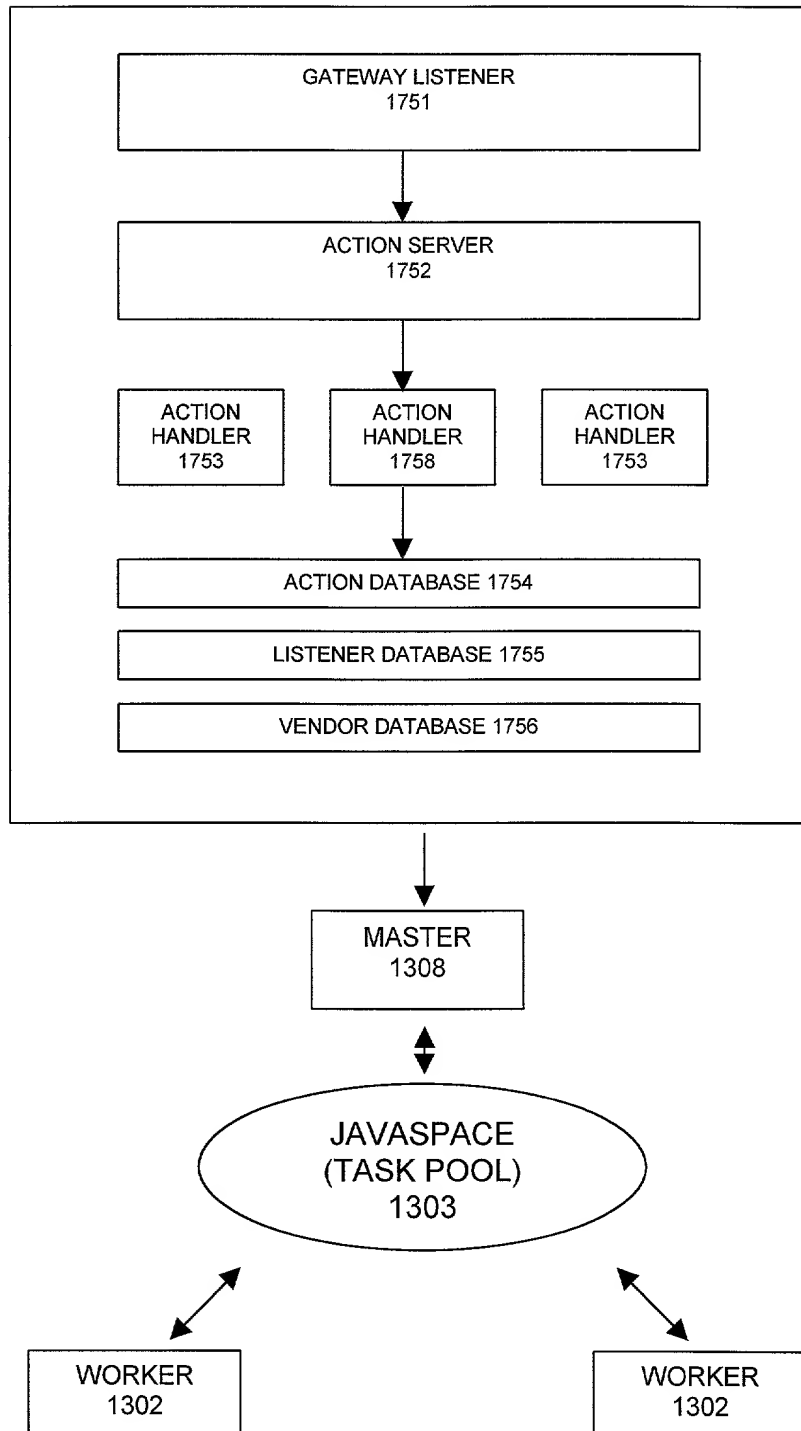 GATEWAY LISTENER
1751
ACTION SERVER
1752
ACTION
HANDLER
1753
ACTION
HANDLER
1758
ACTION
HANDLER
1753
ACTION DATABASE 1754
LISTENER DATABASE 1755
VENDOR DATABASE 1756
MASTER
1308
JAVASPACE
(TASK POOL)
1303
WORKER
1302
WORKER
1302